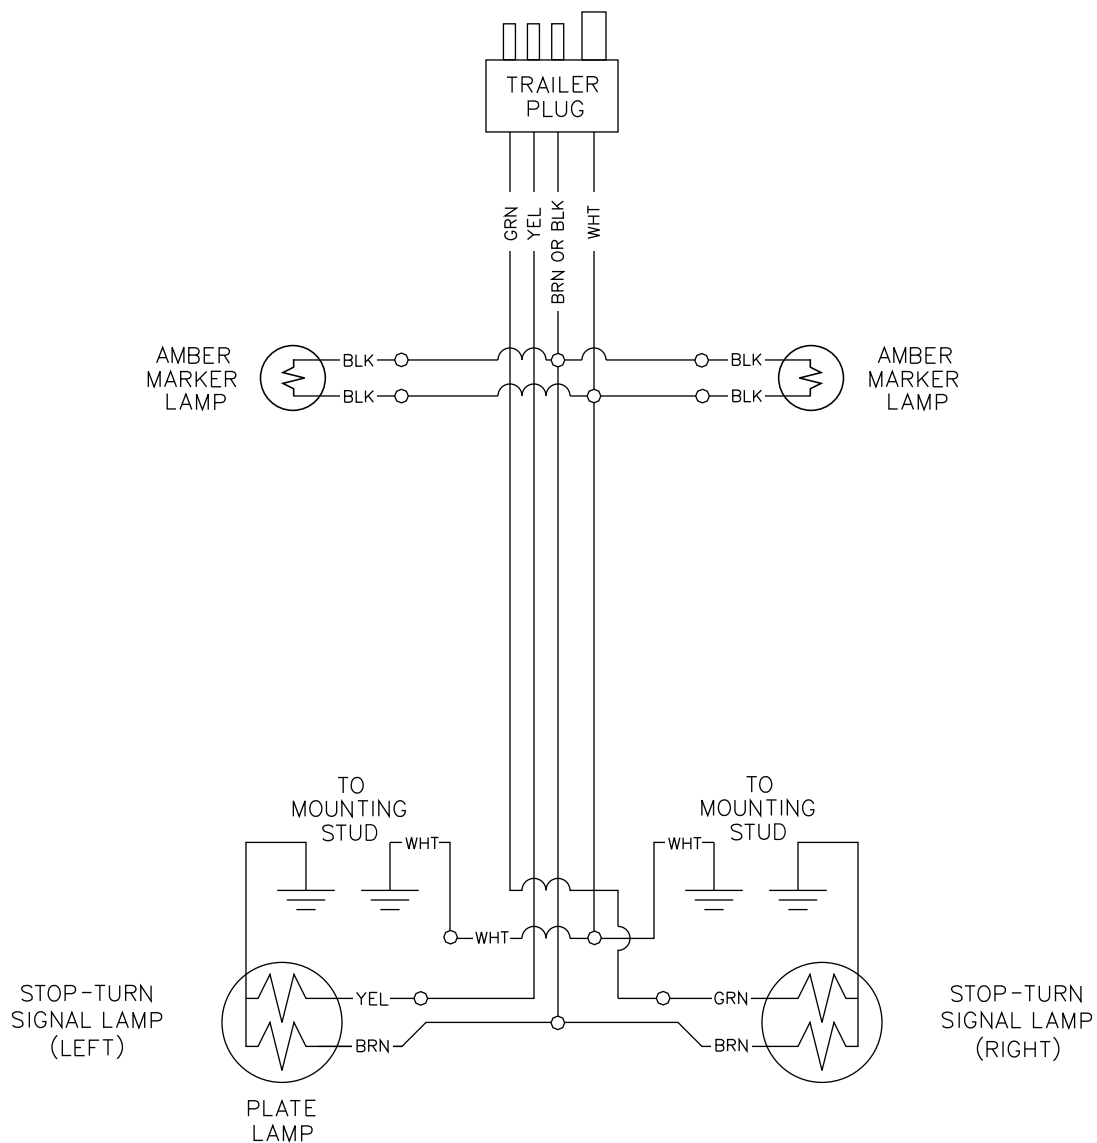 TRAILER
PLUG
GRN
YEL
BRN OR BLK
WHT
AMBER
MARKER
LAMP
BLK
BLK
BLK
BLK
AMBER
MARKER
LAMP
TO
MOUNTING
STUD
WHT
TO
MOUNTING
STUD
WHT
WHT
STOP-TURN
SIGNAL LAMP
(LEFT)
YEL
BRN
GRN
BRN
STOP-TURN
SIGNAL LAMP
(RIGHT)
PLATE
LAMP